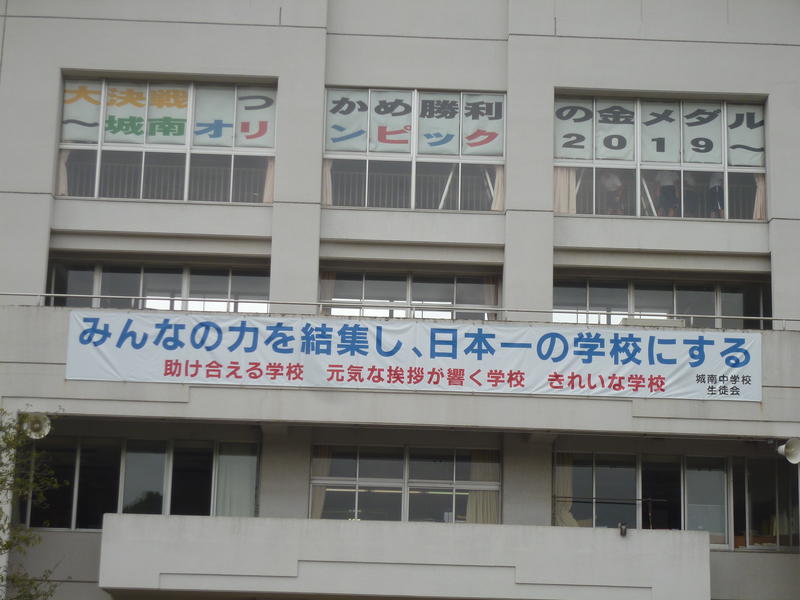 大決戦 つかめ勝利の金メダル
～城南オリンピック2019～
みんなの力を結集し、日本一の学校にする
助け合える学校 元気な挨拶が響く学校 きれいな学校
城南中学校
生徒会